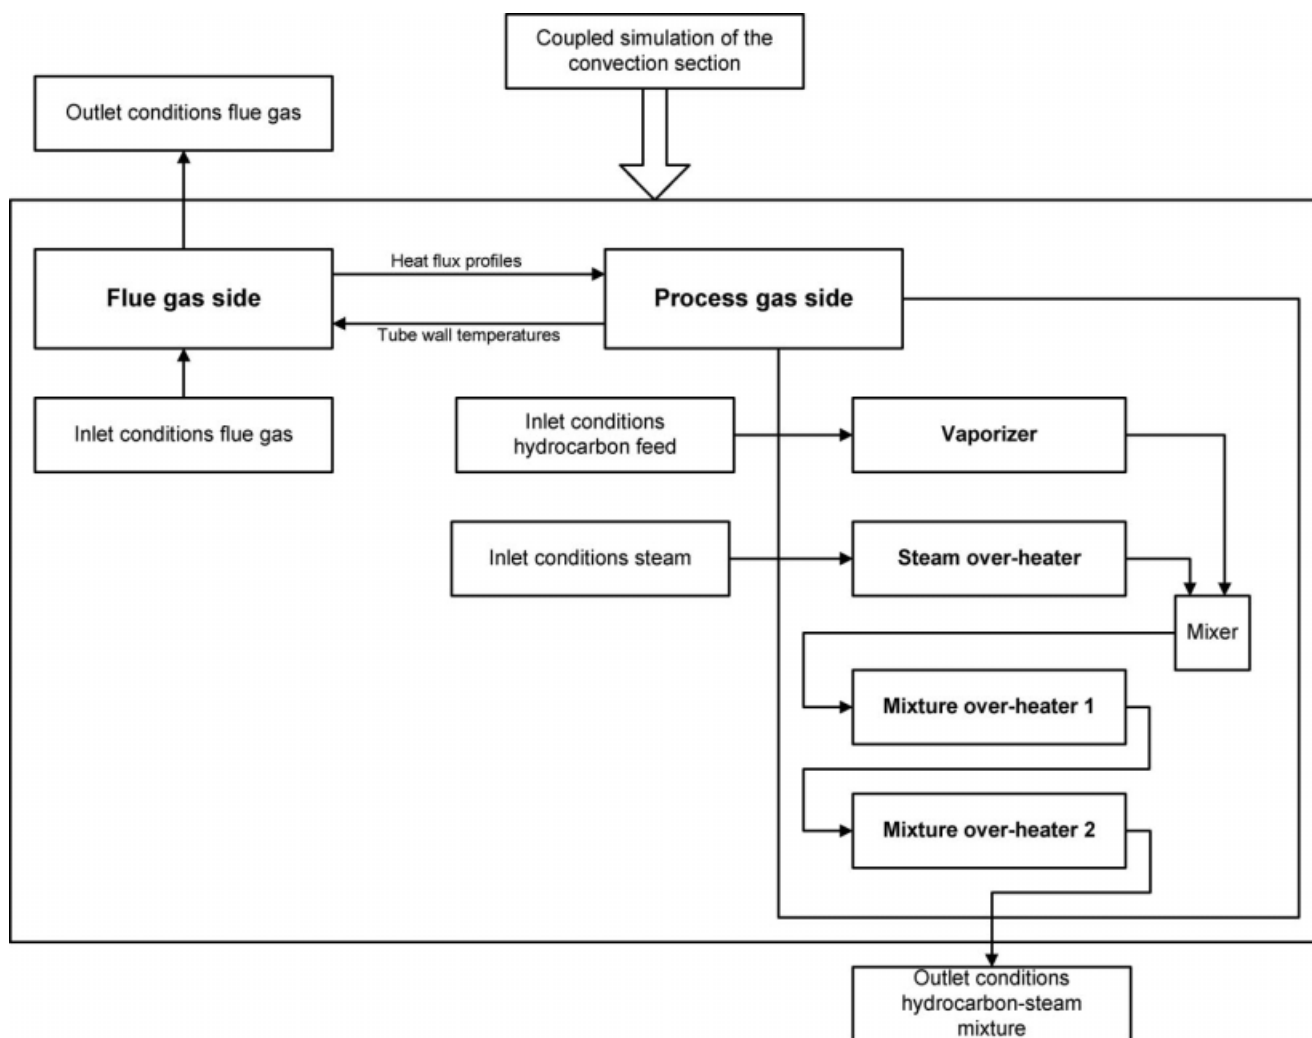 Coupled simulation of the
convection section
Outlet conditions flue gas
Heat flux profiles
Flue gas side
Process gas side
Tube wall temperatures
Inlet conditions flue gas
Inlet conditions
hydrocarbon feed
Vaporizer
Inlet conditions steam
Steam over-heater
Mixer
Mixture over-heater 1
Mixture over-heater 2
Outlet conditions
hydrocarbon-steam
mixture